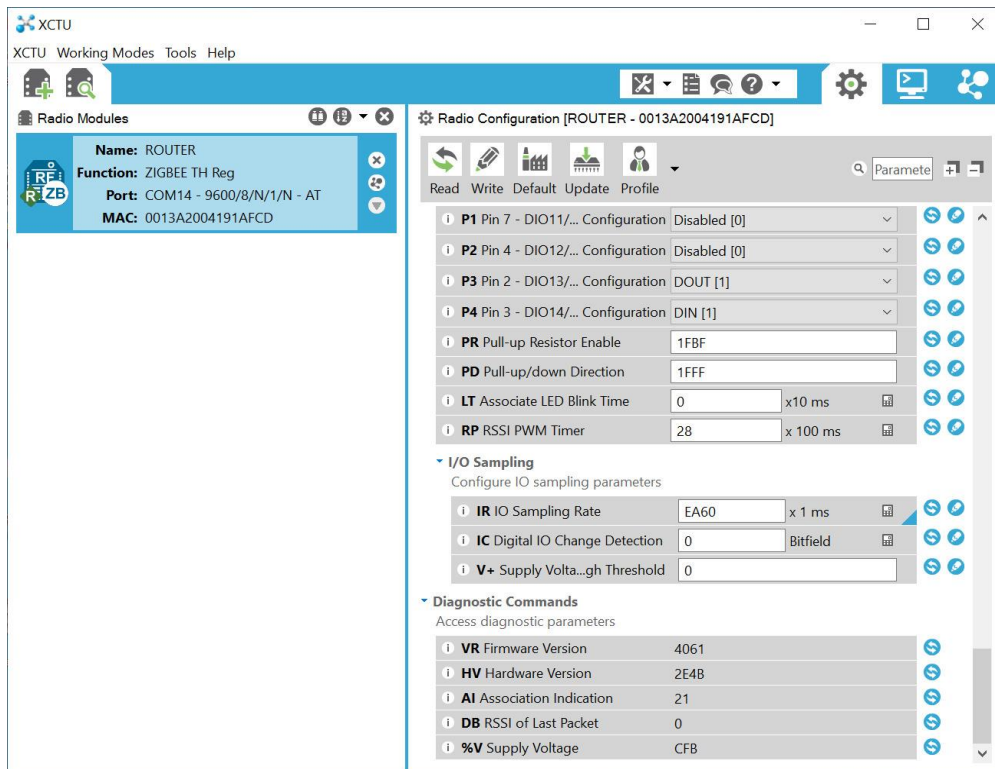 XCTU
XCTU Working Modes Tools Help
Radio Modules
Name: ROUTER
Function: ZIGBEE TH Reg
Port: COM14 - 9600/8/N/1/N - AT
MAC: 0013A2004191AFCD
RF
R ZB
Radio Configuration [ROUTER - 0013A2004191AFCD]
Read Write Default Update Profile
Paramete
P1 Pin 7 - DIO11/... Configuration Disabled [0]
P2 Pin 4 - DIO12/... Configuration Disabled [0]
P3 Pin 2 - DIO13/... Configuration DOUT [1]
P4 Pin 3 - DIO14/... Configuration DIN [1]
PR Pull-up Resistor Enable 1FBF
PD Pull-up/down Direction 1FFF
LT Associate LED Blink Time 0 x10 ms
RP RSSI PWM Timer 28 x 100 ms
I/O Sampling
Configure IO sampling parameters
IR IO Sampling Rate EA60 x 1 ms
IC Digital IO Change Detection 0 Bitfield
V+ Supply Volta...gh Threshold 0
Diagnostic Commands
Access diagnostic parameters
VR Firmware Version 4061
HV Hardware Version 2E4B
AI Association Indication 21
DB RSSI of Last Packet 0
%V Supply Voltage CFB